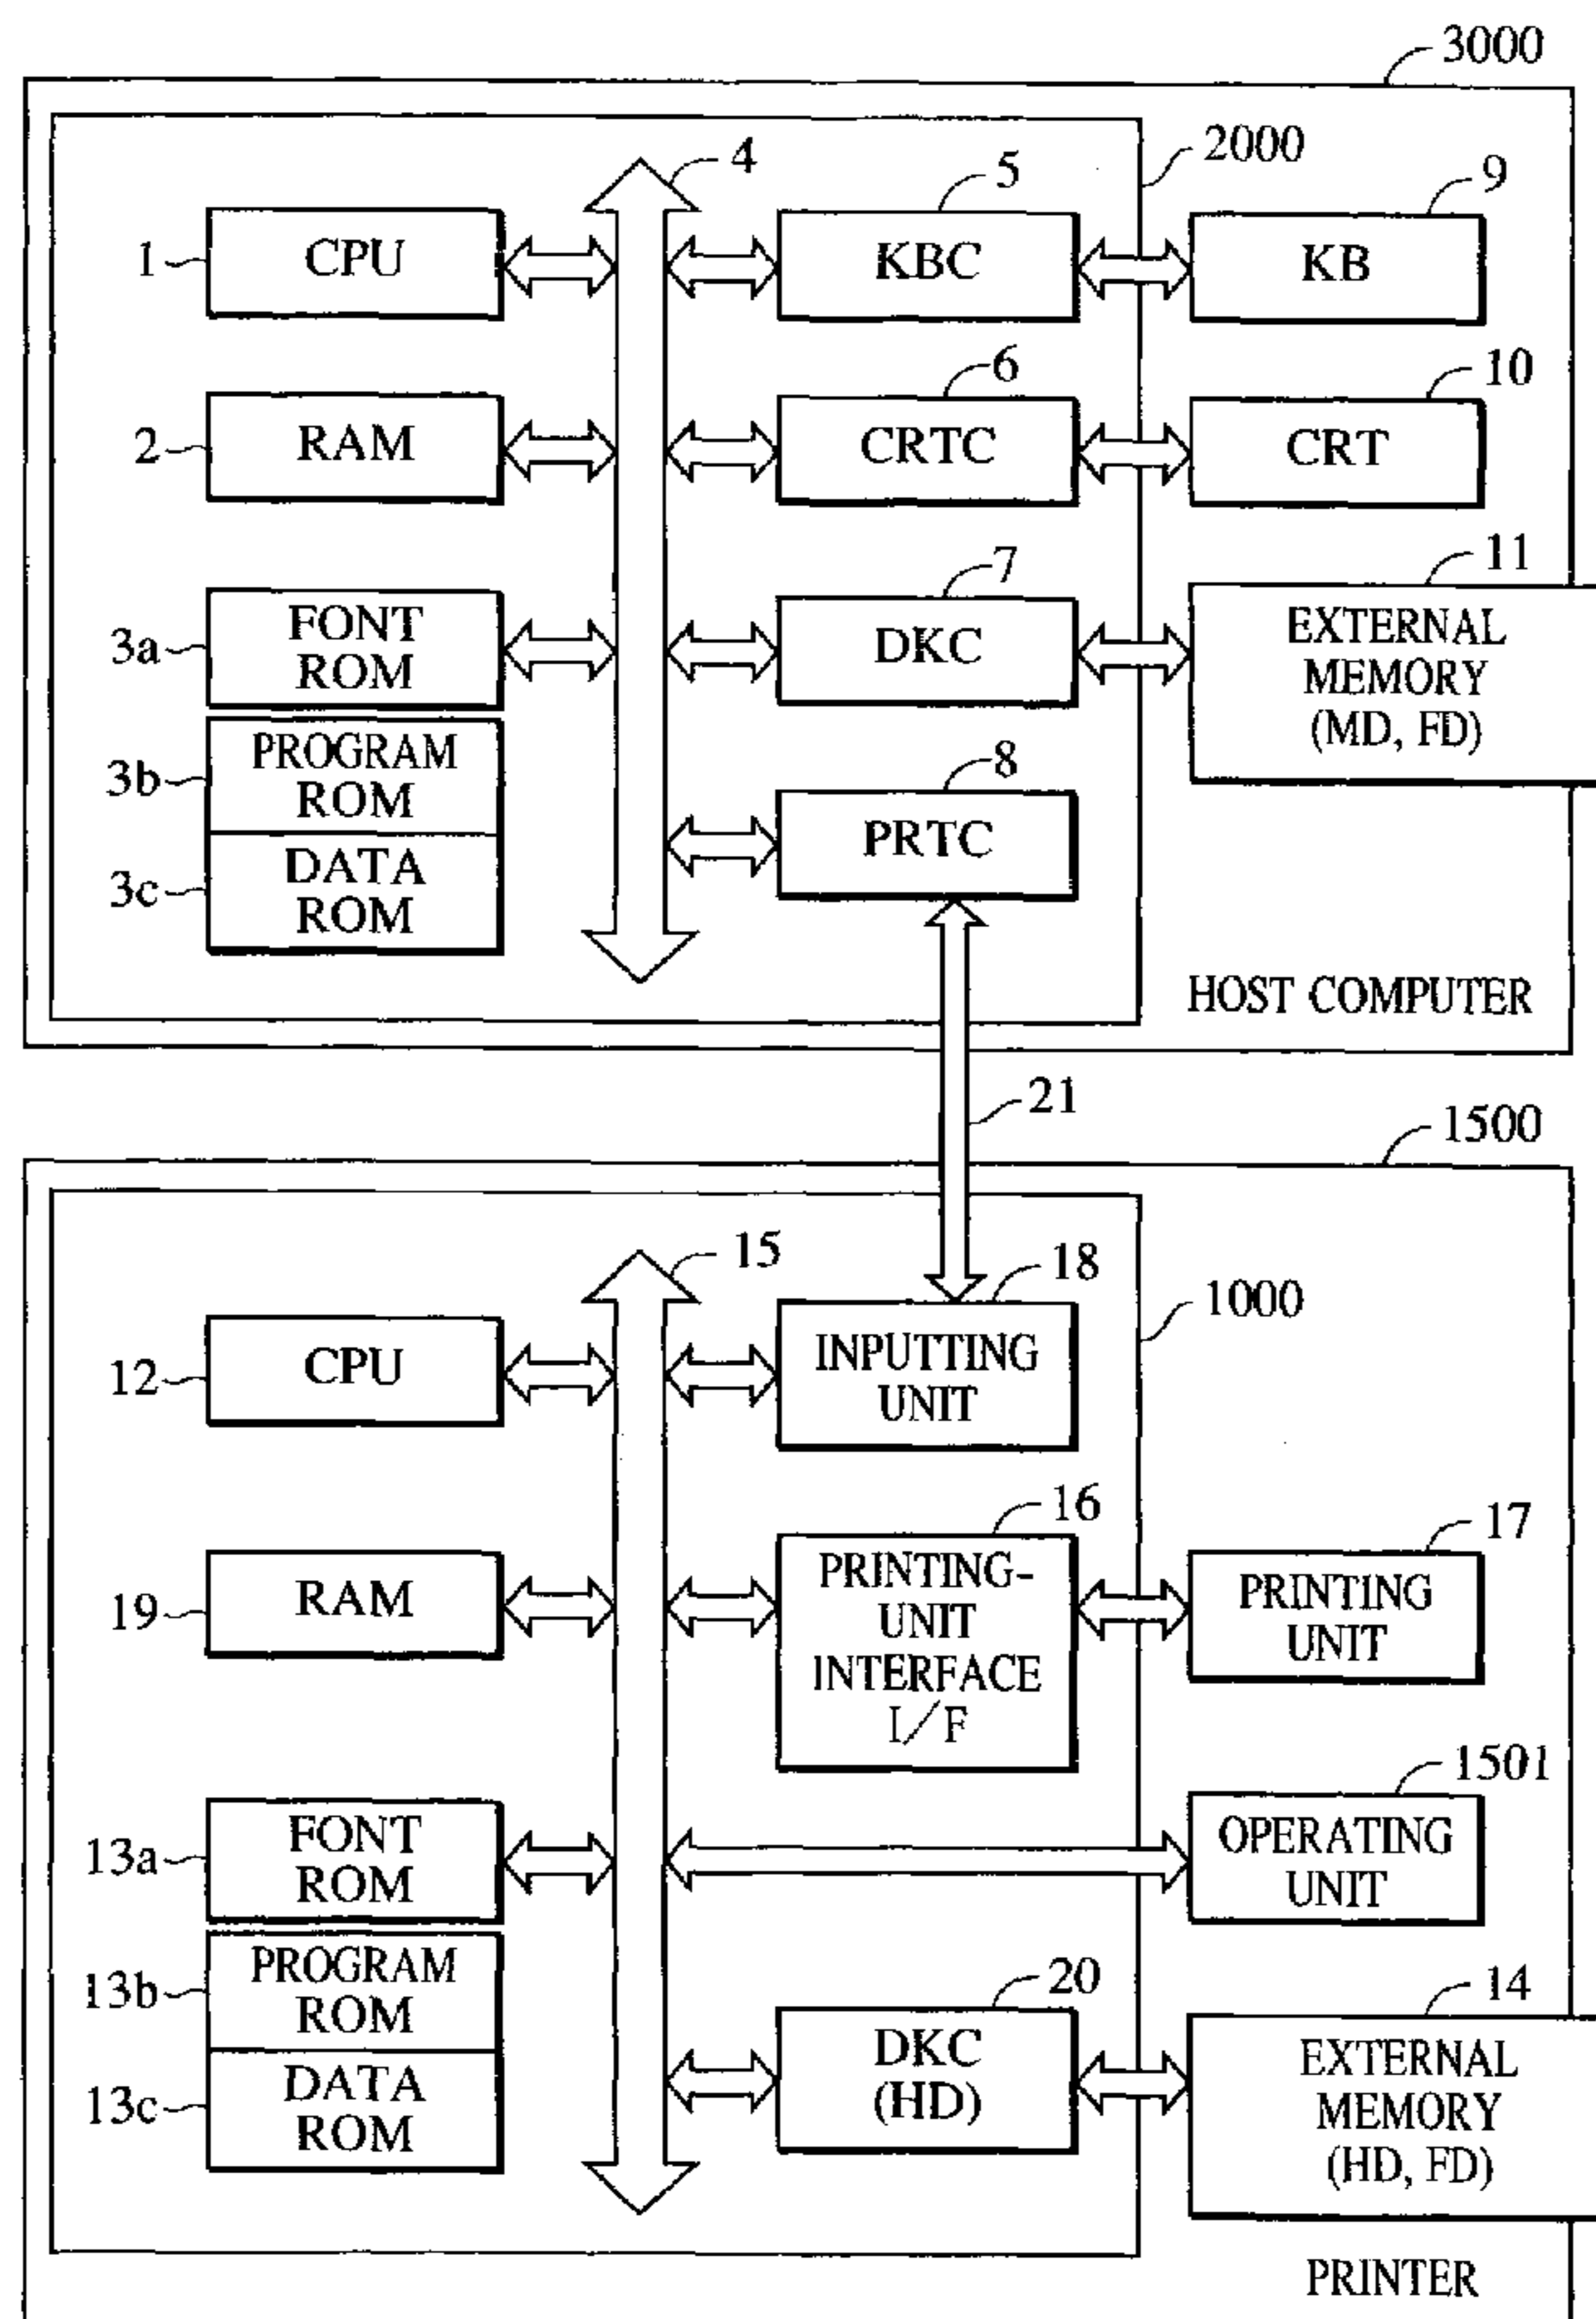 3000
2000
4
5
9
1
CPU
KBC
KB
6
10
2
RAM
CRTC
CRT
7
11
3a
FONT
ROM
DKC
EXTERNAL
MEMORY
(MD, FD)
3b
PROGRAM
ROM
8
PRTC
3c
DATA
ROM
HOST COMPUTER
21
1500
15
18
1000
12
CPU
INPUTTING
UNIT
16
17
19
RAM
PRINTING-
UNIT
INTERFACE
I/F
PRINTING
UNIT
1501
13a
FONT
ROM
OPERATING
UNIT
13b
PROGRAM
ROM
20
14
13c
DATA
ROM
DKC
(HD)
EXTERNAL
MEMORY
(HD, FD)
PRINTER